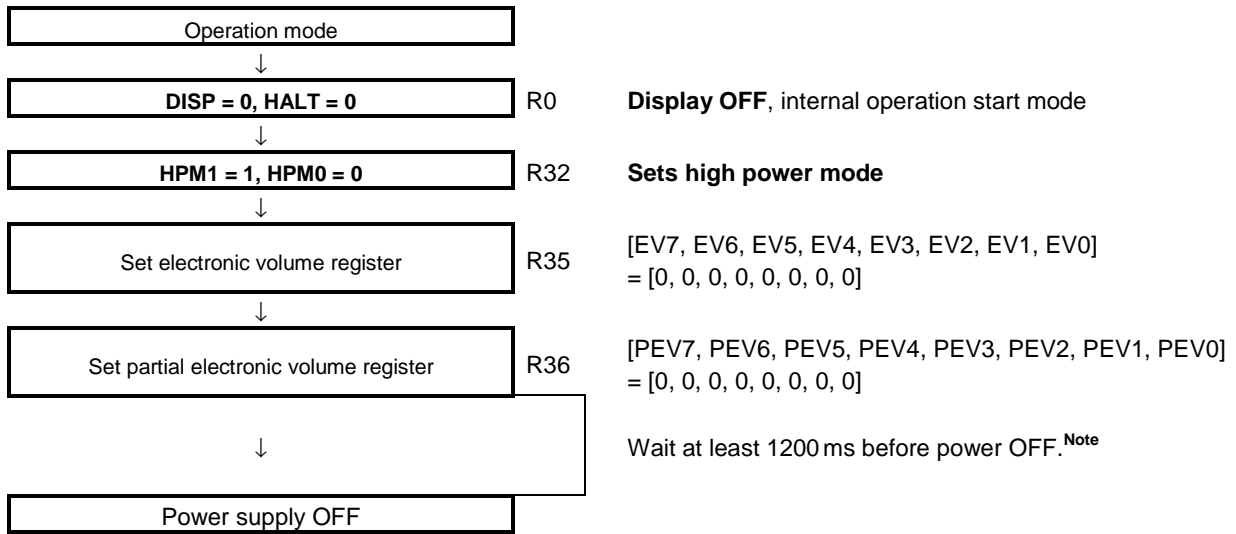 Operation mode
↓
DISP = 0, HALT = 0 R0 Display OFF, internal operation start mode
↓
HPM1 = 1, HPM0 = 0 R32 Sets high power mode
↓
Set electronic volume register R35 [EV7, EV6, EV5, EV4, EV3, EV2, EV1, EV0]
= [0, 0, 0, 0, 0, 0, 0, 0]
↓
Set partial electronic volume register R36 [PEV7, PEV6, PEV5, PEV4, PEV3, PEV2, PEV1, PEV0]
= [0, 0, 0, 0, 0, 0, 0, 0]
↓ Wait at least 1200 ms before power OFF.Note
Power supply OFF